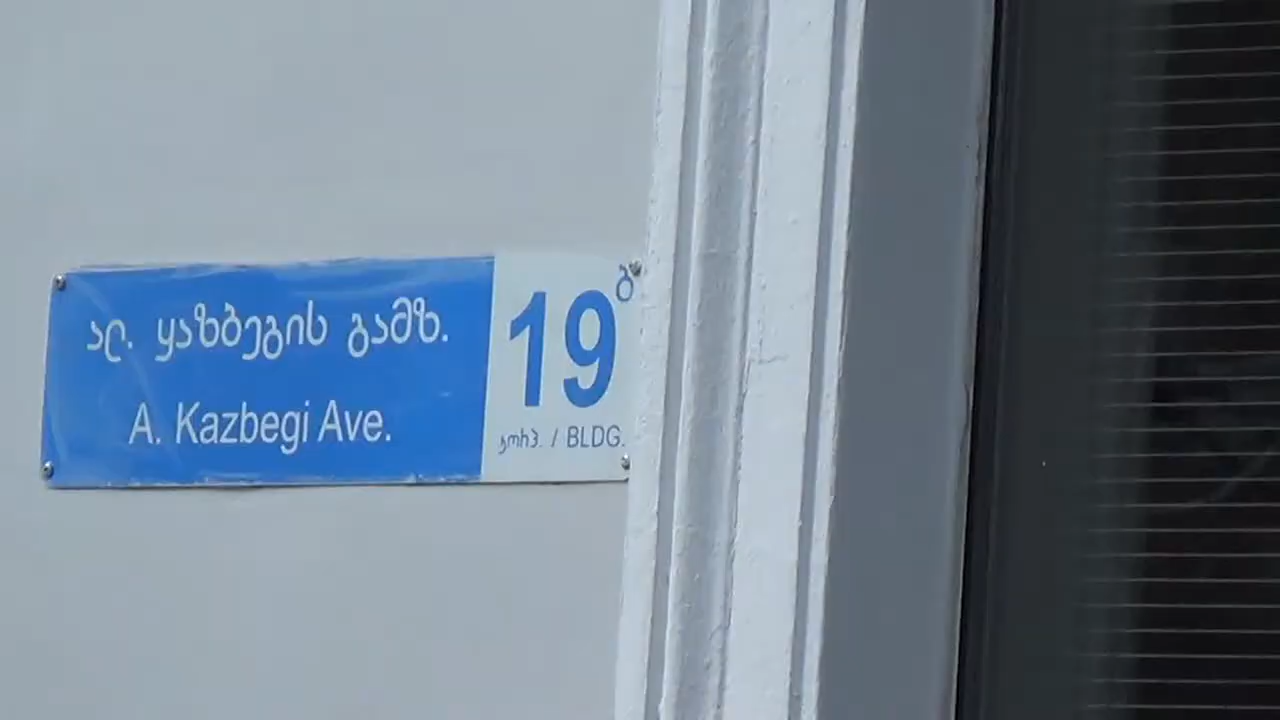 ალ. ყაზბეგის გამზ.
A. Kazbegi Ave.
19ბ
კორპ. / BLDG.